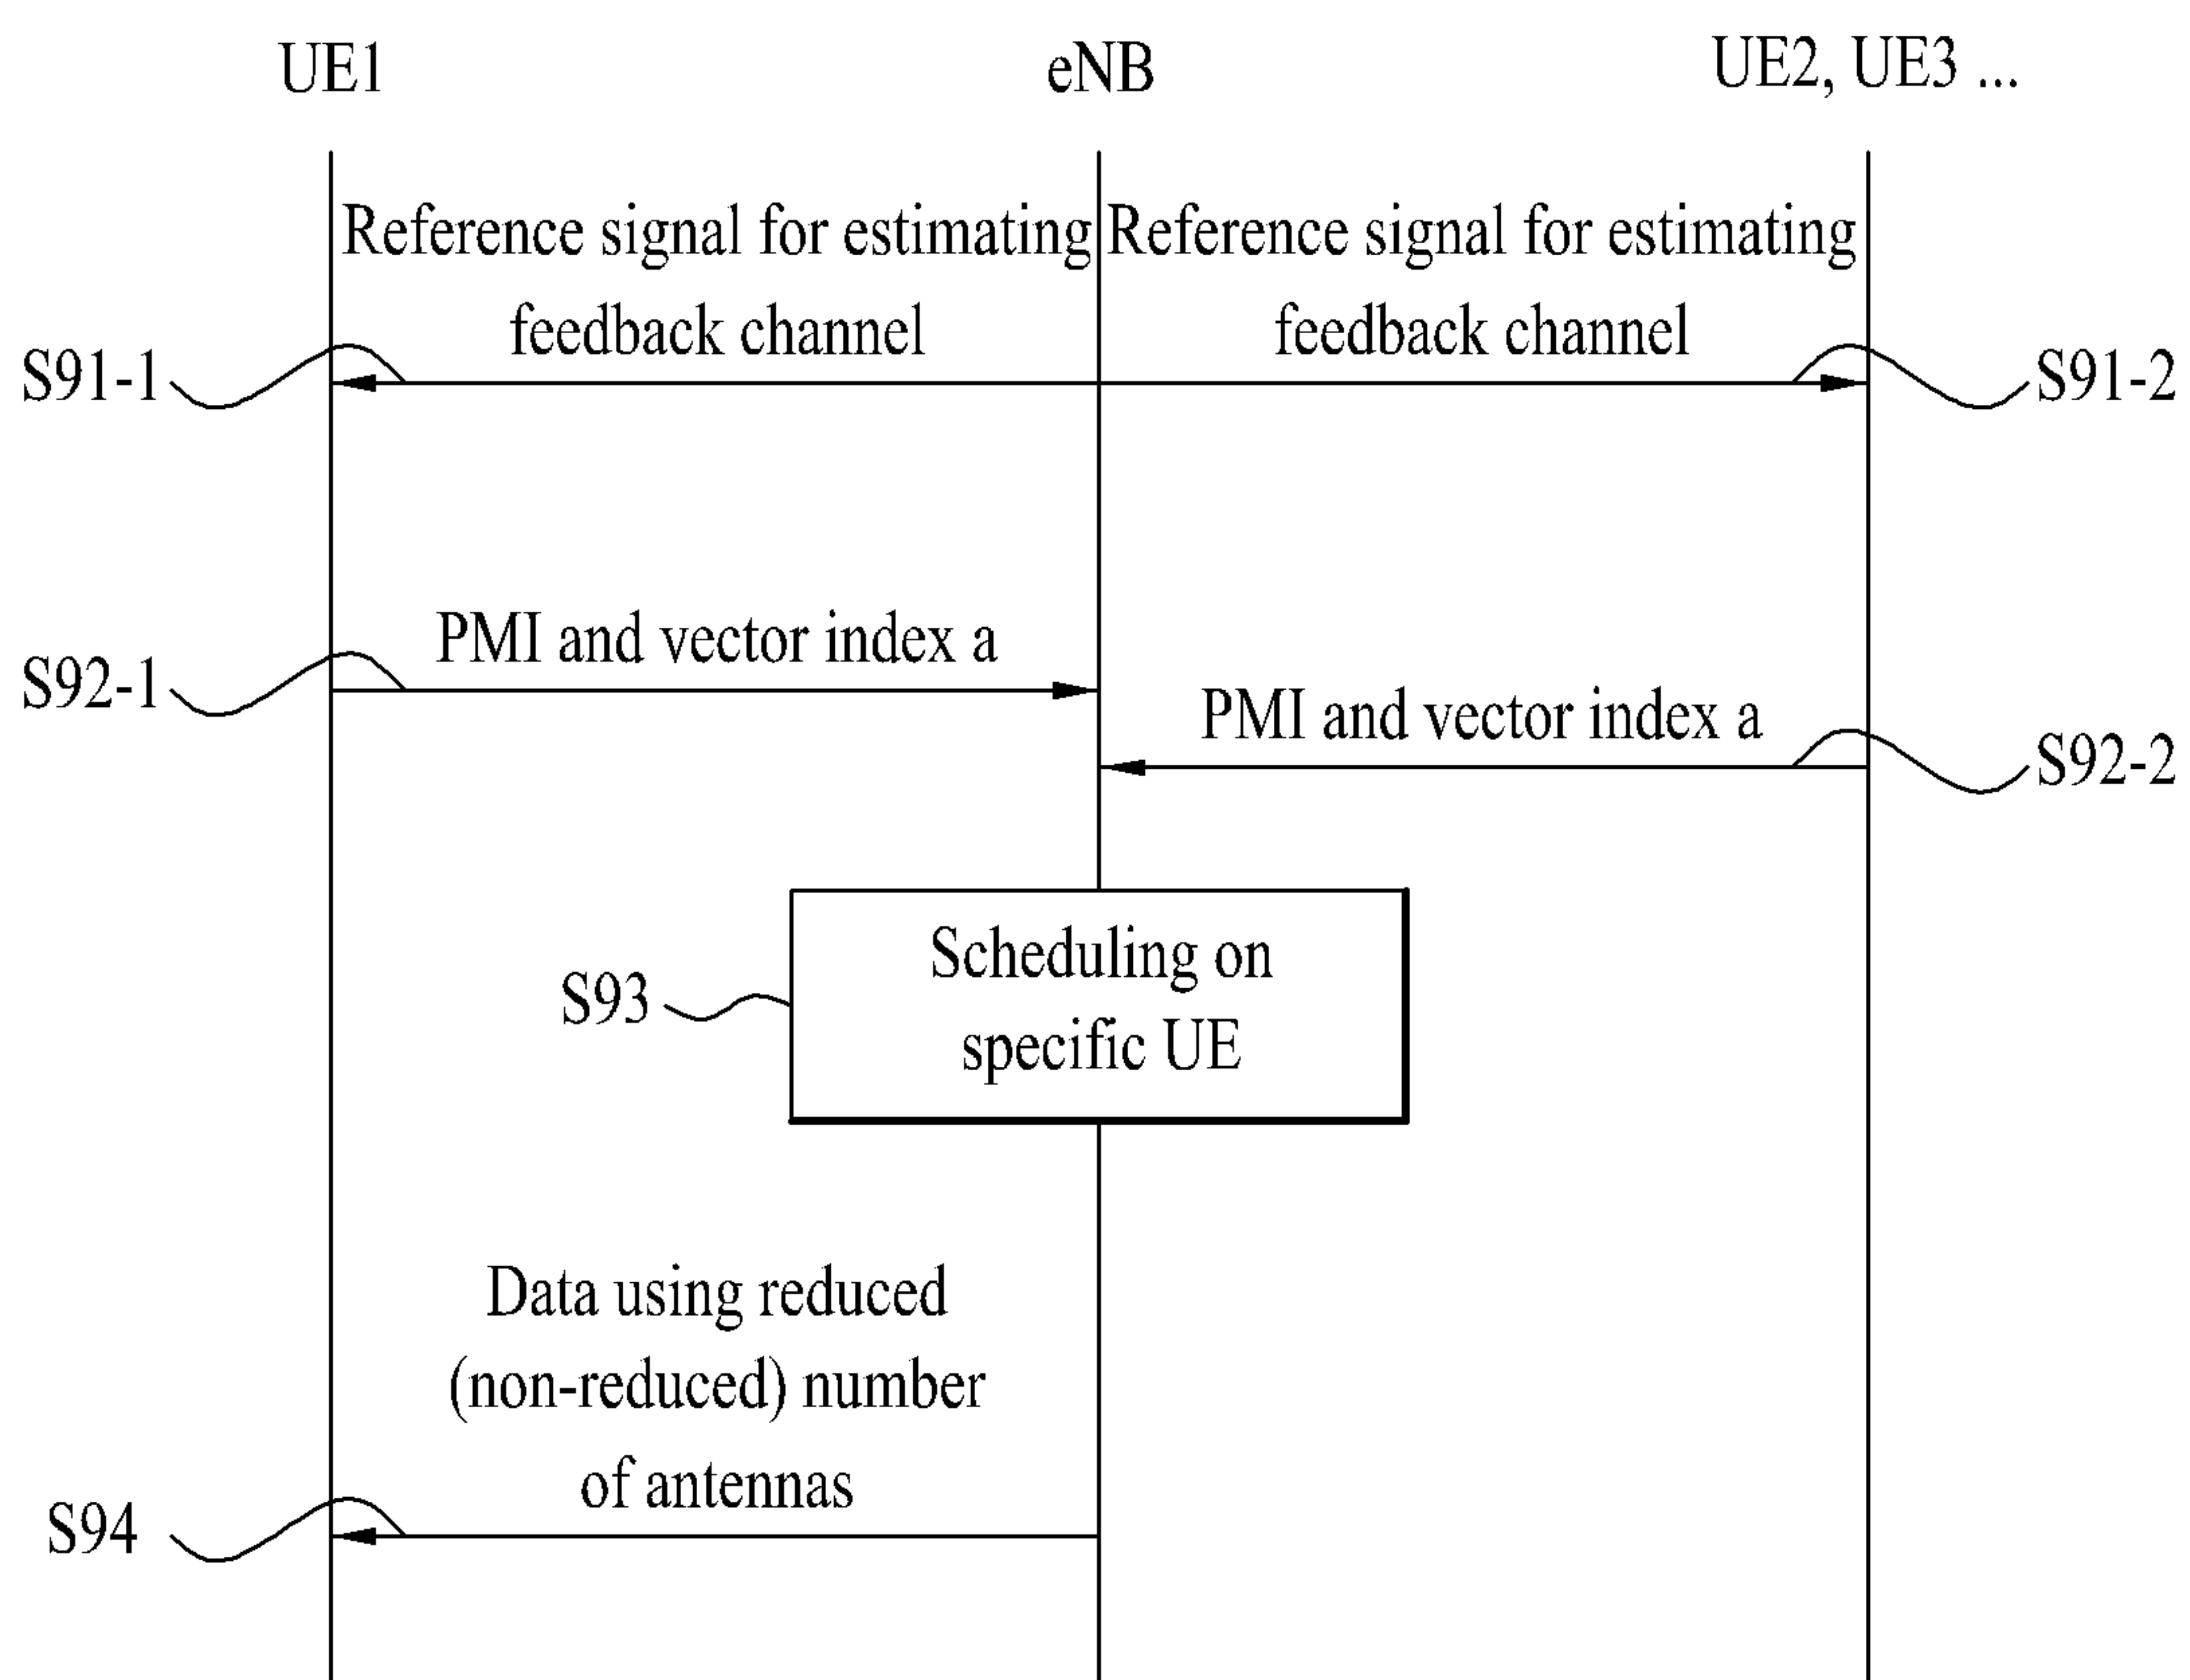 UE1
eNB
UE2, UE3 ...
Reference signal for estimating
feedback channel
Reference signal for estimating
feedback channel
S91-1
S91-2
PMI and vector index a
S92-1
PMI and vector index a
S92-2
Scheduling on
specific UE
S93
Data using reduced
(non-reduced) number
of antennas
S94